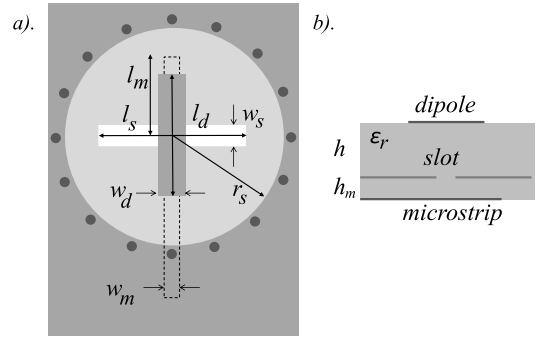 a).
l_m
l_s
l_d
w_s
w_d
r_s
w_m
b).
dipole
ε_r
h
slot
h_m
microstrip